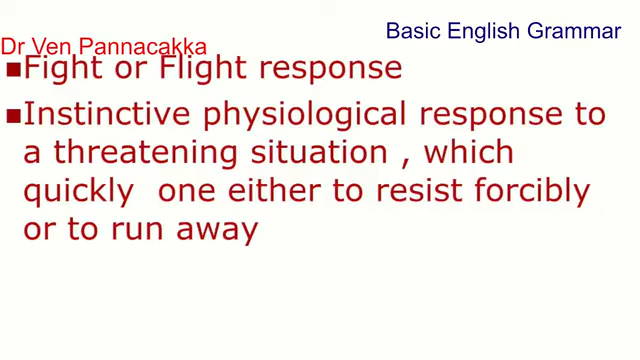 Basic English Grammar
Dr Ven Pannacakka
■Fight or Flight response
■Instinctive physiological response to
a threatening situation , which
quickly one either to resist forcibly
or to run away